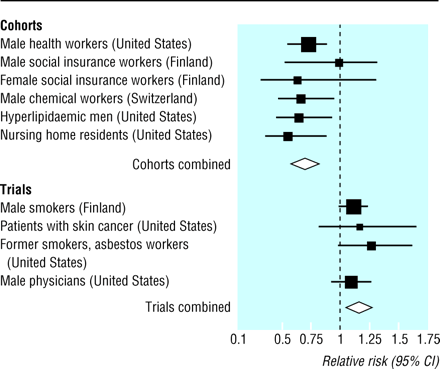 Cohorts
Male health workers (United States)
Male social insurance workers (Finland)
Female social insurance workers (Finland)
Male chemical workers (Switzerland)
Hyperlipidaemic men (United States)
Nursing home residents (United States)
Cohorts combined
Trials
Male smokers (Finland)
Patients with skin cancer (United States)
Former smokers, asbestos workers
(United States)
Male physicians (United States)
Trials combined
0.1 0.5 0.75 1 1.25 1.5 1.75
Relative risk (95% CI)